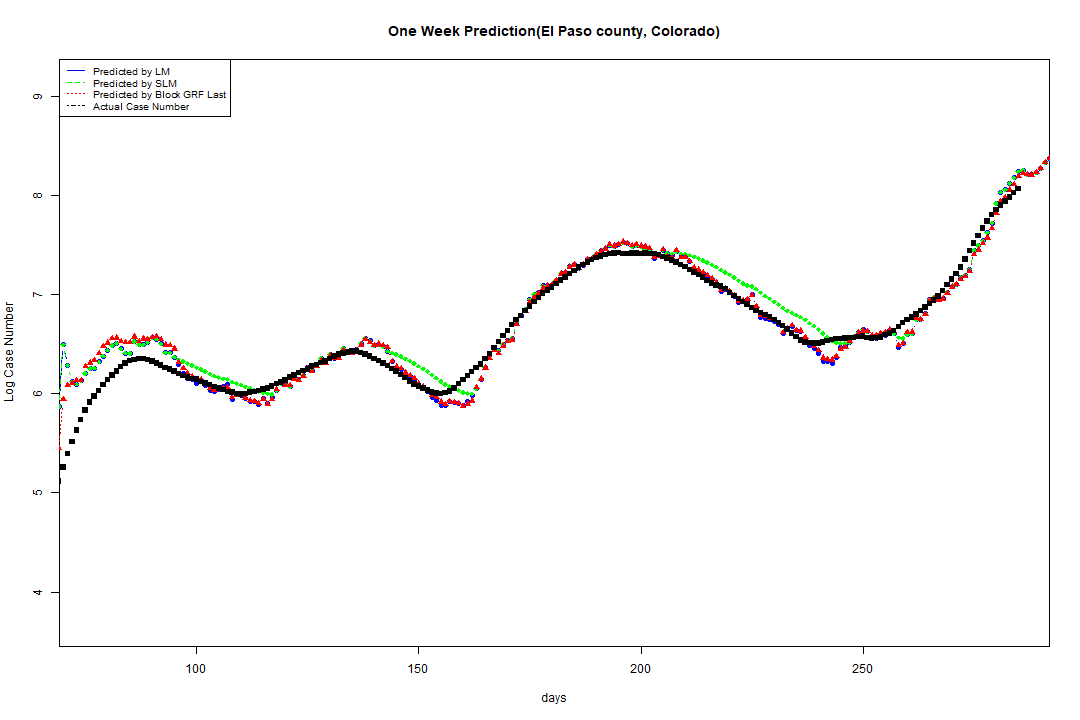 One Week Prediction(El Paso county, Colorado)
Predicted by LM
Predicted by SLM
Predicted by Block GRF Last
Actual Case Number
9
8
7
6
5
4
Log Case Number
100 150 200 250
days